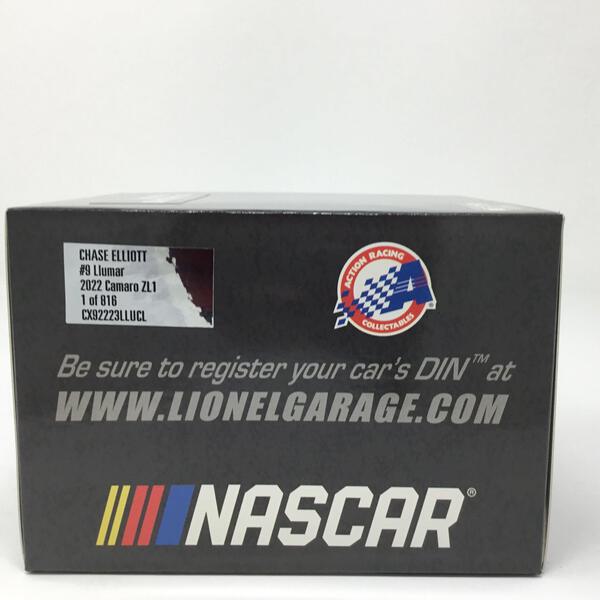 CHASE ELLIOTT
#9 Llumar
2022 Camaro ZL1
1 of 816
CX92223LLUCL
ACTION RACING
A
COLLECTABLES
Be sure to register your car's DIN™ at
WWW.LIONELGARAGE.COM
NASCAR®